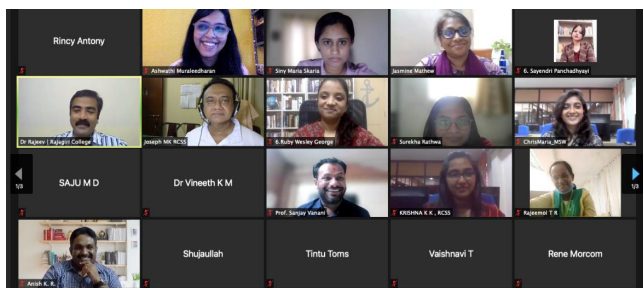 Rincy Antony
Ashwathi Muraleedharan
Siny Maria Skaria
Jasmine Mathew
6. Sayendri Panchadhyayi
Dr Rajeev | Rajagiri College
Joseph MK RCSS
6.Ruby Wesley George
Surekha Rathwa
ChrisMaria_MSW
1/3
SAJU M D
Dr Vineeth K M
Prof. Sanjay Vanani
KRISHNA K K , RCSS
Rajeemol T R
1/3
Anish K. R.
Shujaullah
Tintu Toms
Vaishnavi T
Rene Morcom